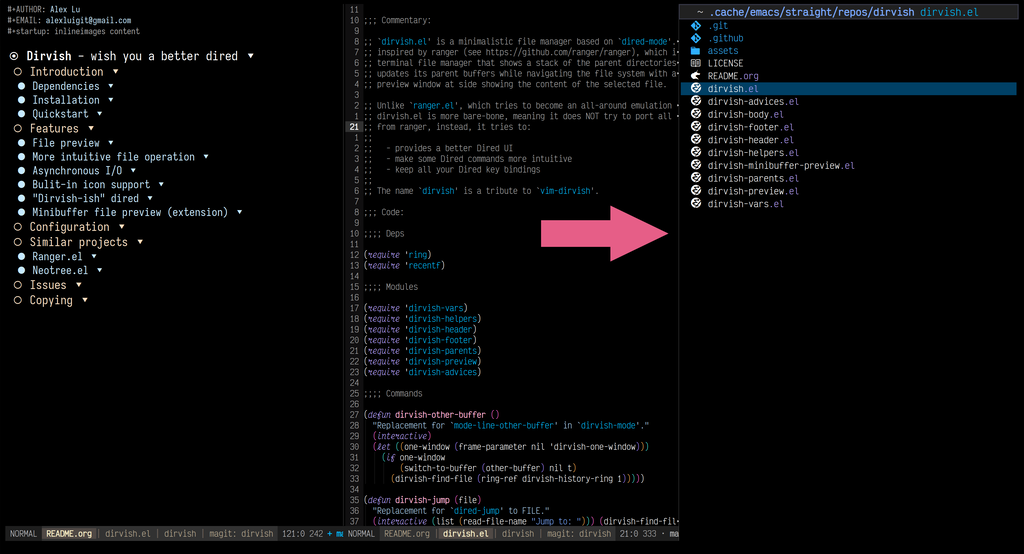 #+AUTHOR: Alex Lu
#+EMAIL: alexluigit@gmail.com
#+startup: inlineimages content
Dirvish - wish you a better dired ▼
Introduction ▼
Dependencies ▼
Installation ▼
Quickstart ▼
Features ▼
File preview ▼
More intuitive file operation ▼
Asynchronous I/O ▼
Bulit-in icon support ▼
"Dirvish-ish" dired ▼
Minibuffer file preview (extension) ▼
Configuration ▼
Similar projects ▼
Ranger.el ▼
Neotree.el ▼
Issues ▼
Copying ▼
NORMAL README.org | dirvish.el | dirvish | magit: dirvish 121:0 242 +
11
10 ;;; Commentary:
9
8 ;; `dirvish.el' is a minimalistic file manager based on `dired-mode'.
7 ;; inspired by ranger (see https://github.com/ranger/ranger), which i
6 ;; terminal file manager that shows a stack of the parent directories
5 ;; updates its parent buffers while navigating the file system with a
4 ;; preview window at side showing the content of the selected file.
3
2 ;; Unlike `ranger.el', which tries to become an all-around emulation
1 ;; dirvish.el is more bare-bone, meaning it does NOT try to port all
21 ;; from ranger, instead, it tries to:
1 ;;
2 ;; - provides a better Dired UI
3 ;; - make some Dired commands more intuitive
4 ;; - keep all your Dired key bindings
5 ;;
6 ;; The name `dirvish' is a tribute to `vim-dirvish'.
7
8 ;;; Code:
9
10 ;;;; Deps
11
12 (require 'ring)
13 (require 'recentf)
14
15 ;;;; Modules
16
17 (require 'dirvish-vars)
18 (require 'dirvish-helpers)
19 (require 'dirvish-header)
20 (require 'dirvish-footer)
21 (require 'dirvish-parents)
22 (require 'dirvish-preview)
23 (require 'dirvish-advices)
24
25 ;;;; Commands
26
27 (defun dirvish-other-buffer ()
28 "Replacement for `mode-line-other-buffer' in `dirvish-mode'."
29 (interactive)
30 (let ((one-window (frame-parameter nil 'dirvish-one-window)))
31 (if one-window
32 (switch-to-buffer (other-buffer) nil t)
33 (dirvish-find-file (ring-ref dirvish-history-ring 1)))))
34
35 (defun dirvish-jump (file)
36 "Replacement for `dired-jump' to FILE."
37 (interactive (list (read-file-name "Jump to: "))) (dirvish-find-fil
NORMAL README.org | dirvish.el | dirvish | magit: dirvish 21:0 333 · ma
~ .cache/emacs/straight/repos/dirvish dirvish.el
.git
.github
assets
LICENSE
README.org
dirvish.el
dirvish-advices.el
dirvish-body.el
dirvish-footer.el
dirvish-header.el
dirvish-helpers.el
dirvish-minibuffer-preview.el
dirvish-parents.el
dirvish-preview.el
dirvish-vars.el